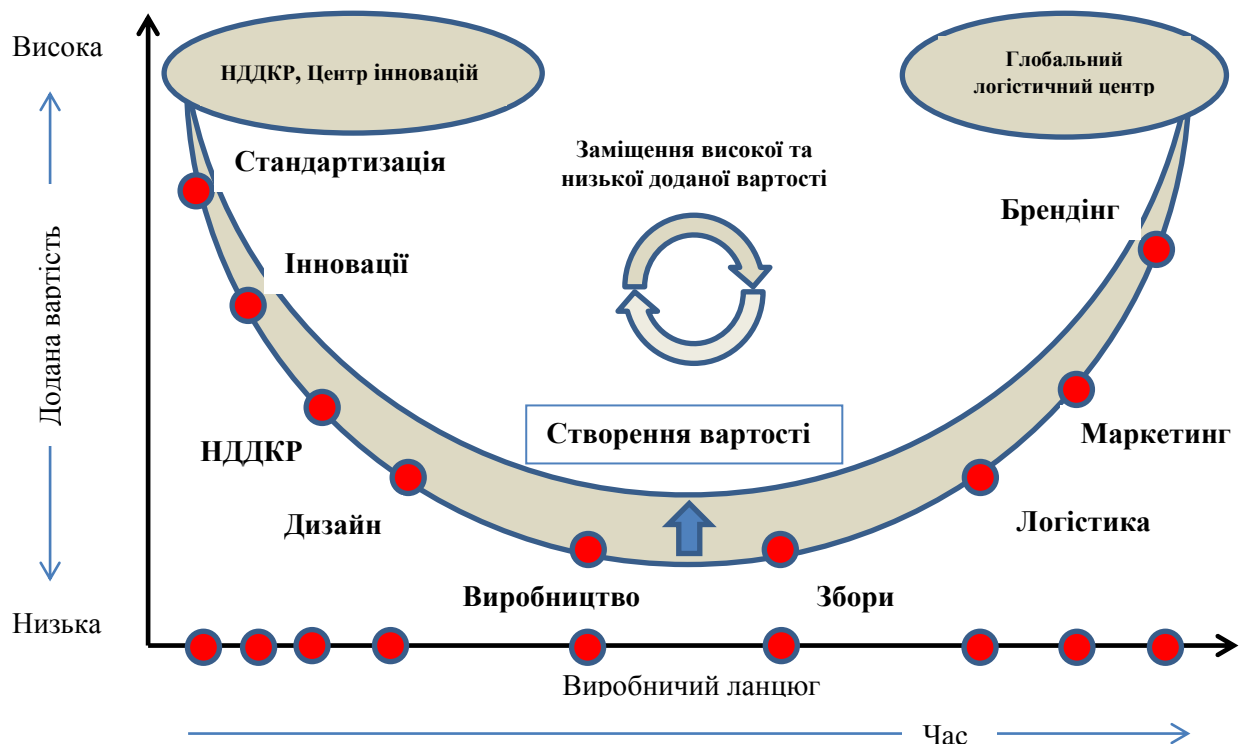 Висока
НДДКР, Центр інновацій
Глобальний
логістичний центр
Стандартизація
Заміщення високої та
низької доданої вартості
Брендінг
Інновації
Додана вартість
Створення вартості
Маркетинг
НДДКР
Дизайн
Логістика
Виробництво
Збори
Низька
Виробничий ланцюг
Час